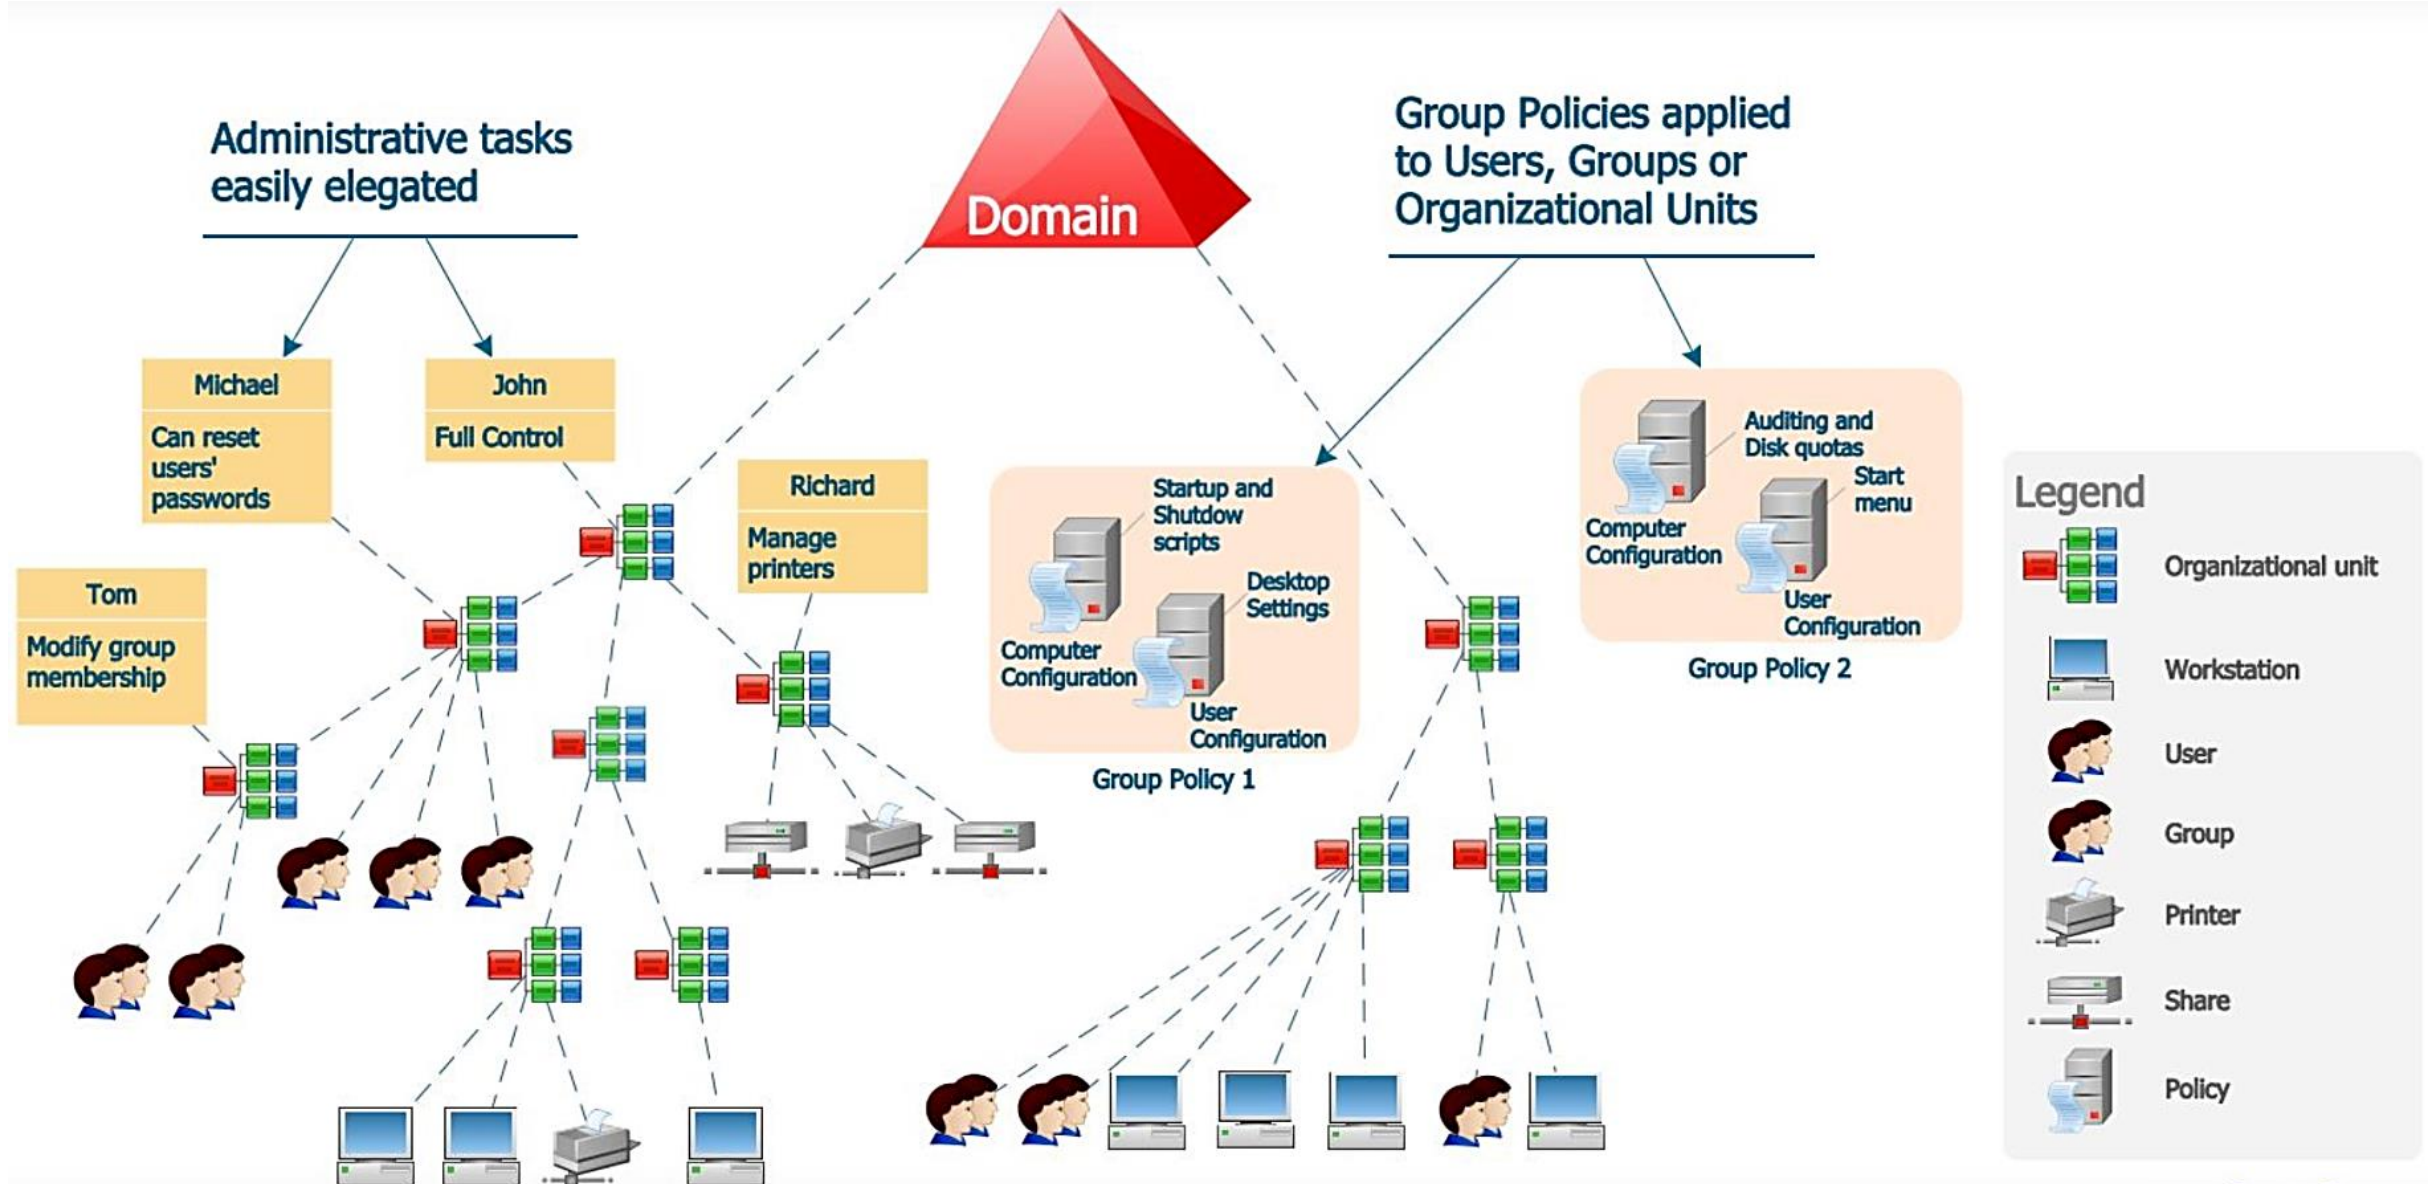 Administrative tasks
easily elegated
Domain
Group Policies applied
to Users, Groups or
Organizational Units
Michael
Can reset
users'
passwords
John
Full Control
Richard
Manage
printers
Tom
Modify group
membership
Startup and
Shutdow
scripts
Desktop
Settings
Computer
Configuration
User
Configuration
Group Policy 1
Auditing and
Disk quotas
Start
menu
Computer
Configuration
User
Configuration
Group Policy 2
Legend
Organizational unit
Workstation
User
Group
Printer
Share
Policy